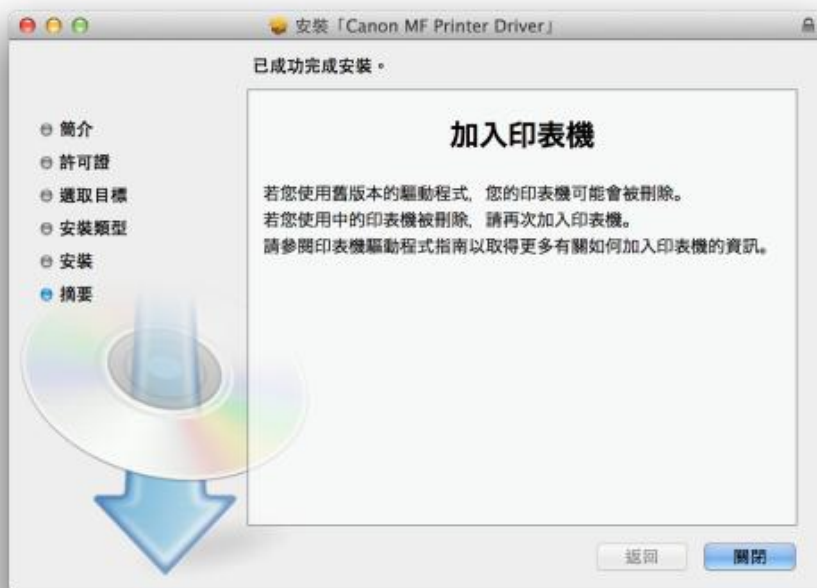 安裝「Canon MF Printer Driver」
已成功完成安裝。
簡介
許可證
選取目標
安裝類型
安裝
摘要
加入印表機
若您使用舊版本的驅動程式，您的印表機可能會被刪除。
若您使用中的印表機被刪除，請再次加入印表機。
請參閱印表機驅動程式指南以取得更多有關如何加入印表機的資訊。
返回
關閉